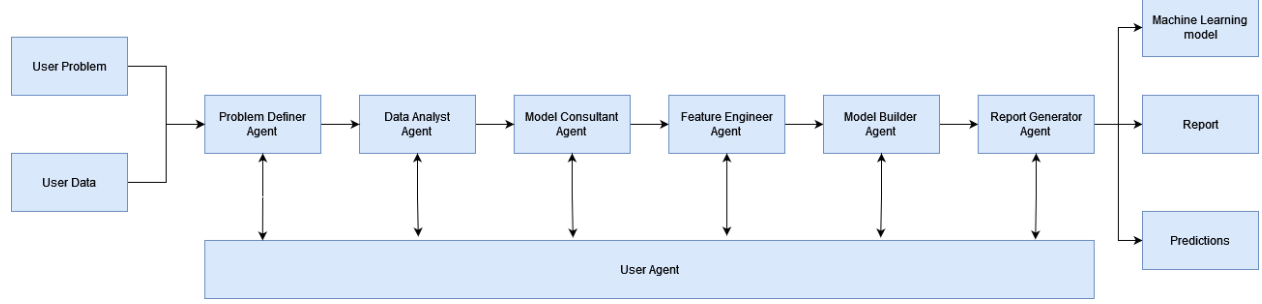 Machine Learning
model
User Problem
Problem Definer
Agent
Data Analyst
Agent
Model Consultant
Agent
Feature Engineer
Agent
Model Builder
Agent
Report Generator
Agent
Report
User Data
Predictions
User Agent